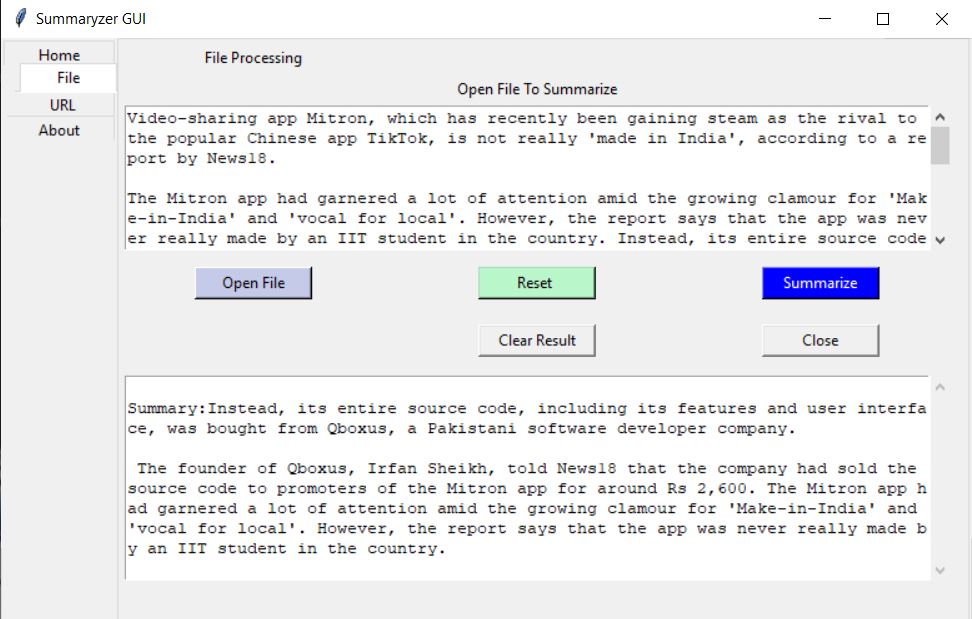 Summaryzer GUI
Home
File
URL
About
File Processing
Open File To Summarize
Video-sharing app Mitron, which has recently been gaining steam as the rival to
the popular Chinese app TikTok, is not really 'made in India', according to a re
port by News18.
The Mitron app had garnered a lot of attention amid the growing clamour for 'Mak
e-in-India' and 'vocal for local'. However, the report says that the app was nev
er really made by an IIT student in the country. Instead, its entire source code
Open File
Reset
Summarize
Clear Result
Close
Summary:Instead, its entire source code, including its features and user interfa
ce, was bought from Qboxus, a Pakistani software developer company.
The founder of Qboxus, Irfan Sheikh, told News18 that the company had sold the
source code to promoters of the Mitron app for around Rs 2,600. The Mitron app h
ad garnered a lot of attention amid the growing clamour for 'Make-in-India' and
'vocal for local'. However, the report says that the app was never really made b
y an IIT student in the country.